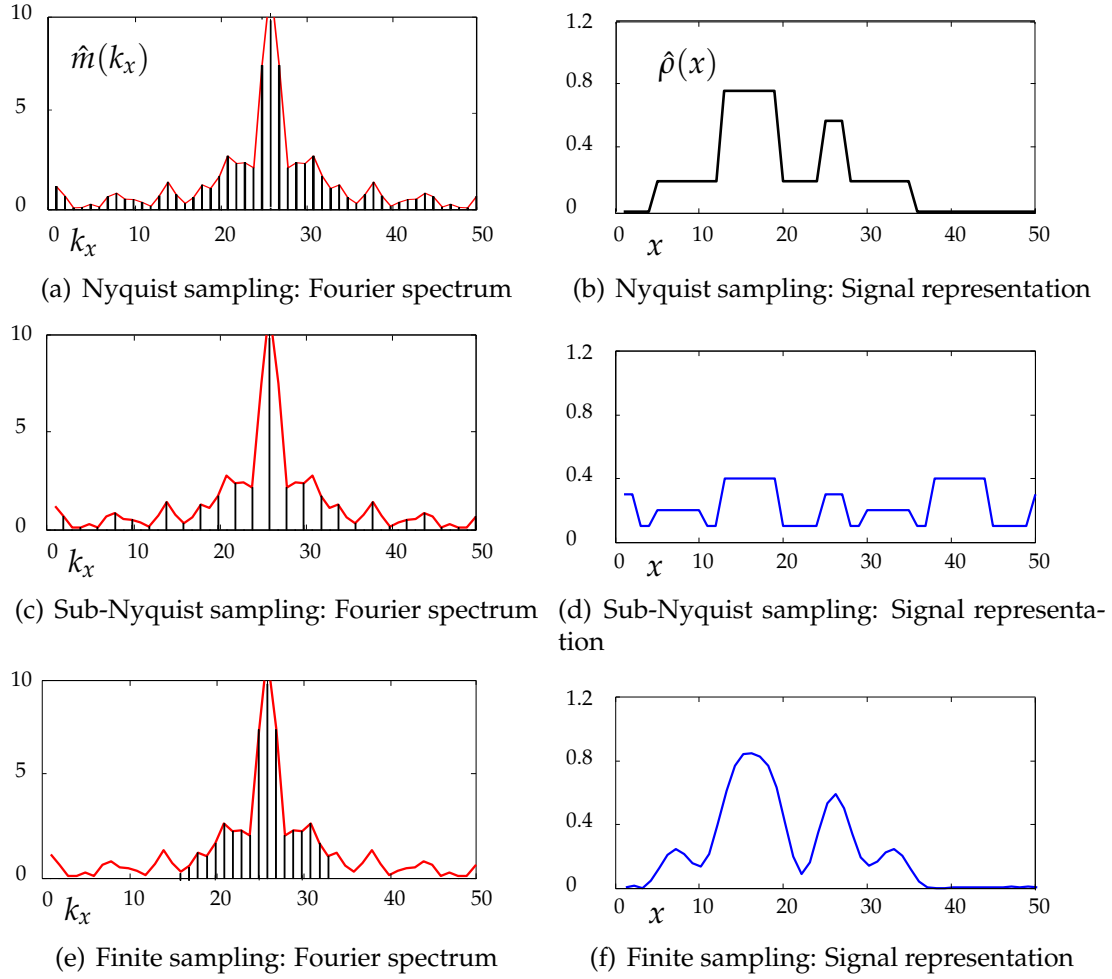 10
5
0
m̂(kₓ)
0 10 20 30 40 50
kₓ
(a) Nyquist sampling: Fourier spectrum
1.2
0.8
0.4
0
ρ̂(x)
0 10 20 30 40 50
x
(b) Nyquist sampling: Signal representation
10
5
0
0 10 20 30 40 50
kₓ
(c) Sub-Nyquist sampling: Fourier spectrum
1.2
0.8
0.4
0
0 10 20 30 40 50
x
(d) Sub-Nyquist sampling: Signal representa-
tion
10
5
0
0 10 20 30 40 50
kₓ
(e) Finite sampling: Fourier spectrum
1.2
0.8
0.4
0
0 10 20 30 40 50
x
(f) Finite sampling: Signal representation